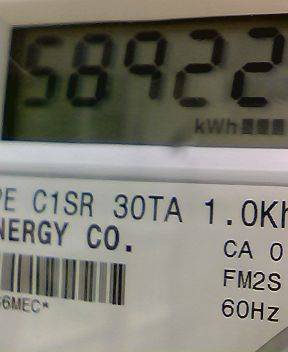 58922
kWh
PE C1SR 30TA 1.0Kh
NERGY CO.
CA 0
FM2S
60Hz
6MEC*